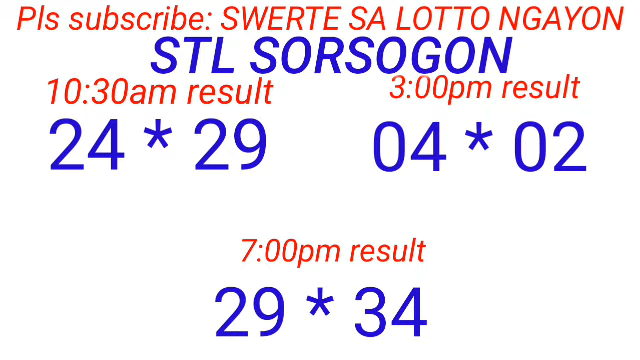 Pls subscribe: SWERTE SA LOTTO NGAYON
STL SORSOGON
10:30am result
3:00pm result
24 * 29
04 * 02
7:00pm result
29 * 34